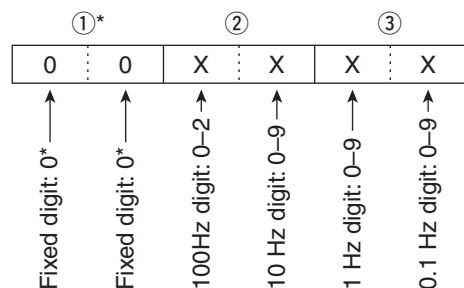 ①* ② ③
0 0 X X X X
Fixed digit: 0*
Fixed digit: 0*
100Hz digit: 0–2
10 Hz digit: 0–9
1 Hz digit: 0–9
0.1 Hz digit: 0–9